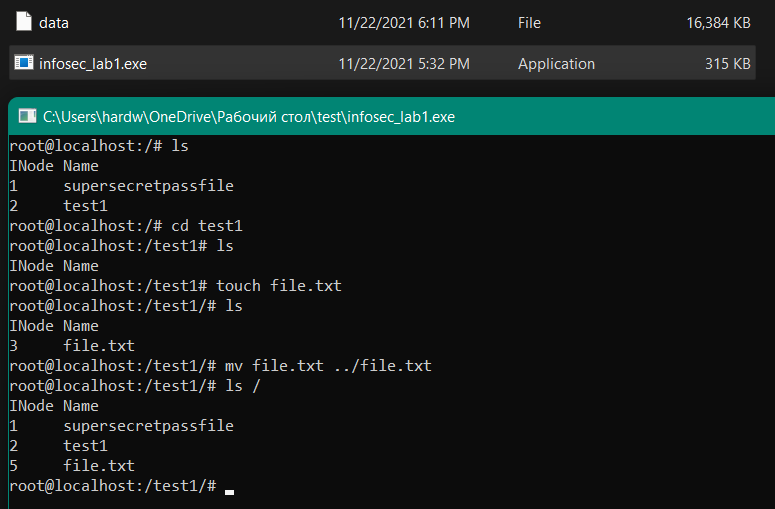 data 11/22/2021 6:11 PM File 16,384 KB
infosec_lab1.exe 11/22/2021 5:32 PM Application 315 KB
C:\Users\hardw\OneDrive\Рабочий стол\test\infosec_lab1.exe
root@localhost:/# ls
INode Name
1 supersecretpassfile
2 test1
root@localhost:/# cd test1
root@localhost:/test1# ls
INode Name
root@localhost:/test1# touch file.txt
root@localhost:/test1/# ls
INode Name
3 file.txt
root@localhost:/test1/# mv file.txt ../file.txt
root@localhost:/test1/# ls /
INode Name
1 supersecretpassfile
2 test1
5 file.txt
root@localhost:/test1/#